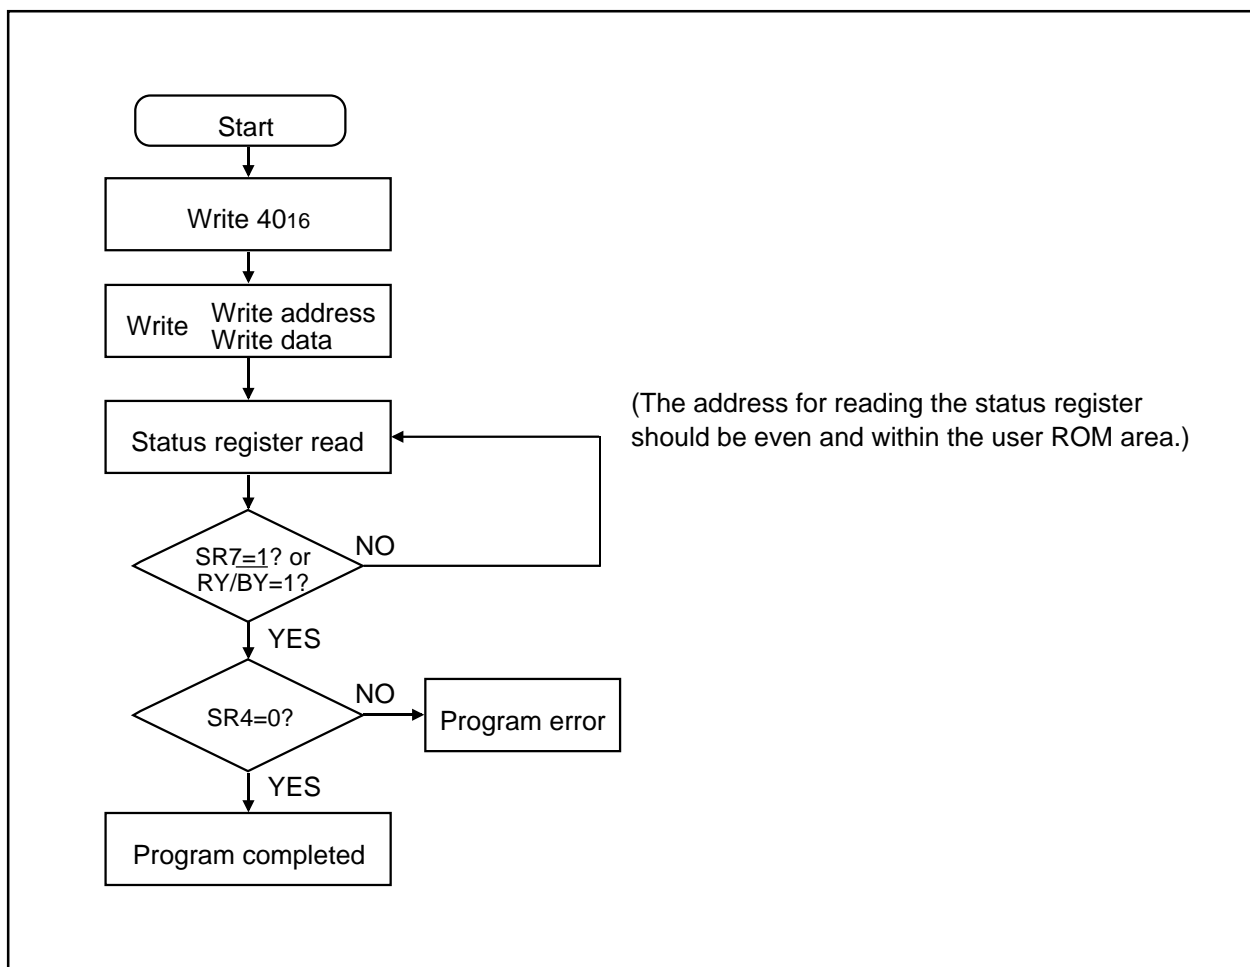 Start
Write 4016
Write
Write address
Write data
Status register read
(The address for reading the status register
should be even and within the user ROM area.)
SR7=1? or
RY/BY=1?
NO
YES
SR4=0?
NO
Program error
YES
Program completed